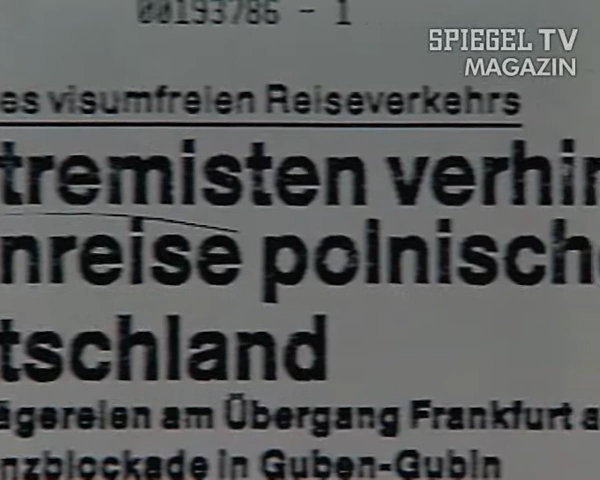 00193786 - 1
SPIEGEL TV
MAGAZIN
es visumfreien Reiseverkehrs
tremisten verhin
nreise polnische
tschland
ägereien am Übergang Frankfurt a
nzblockade in Guben-Gubin